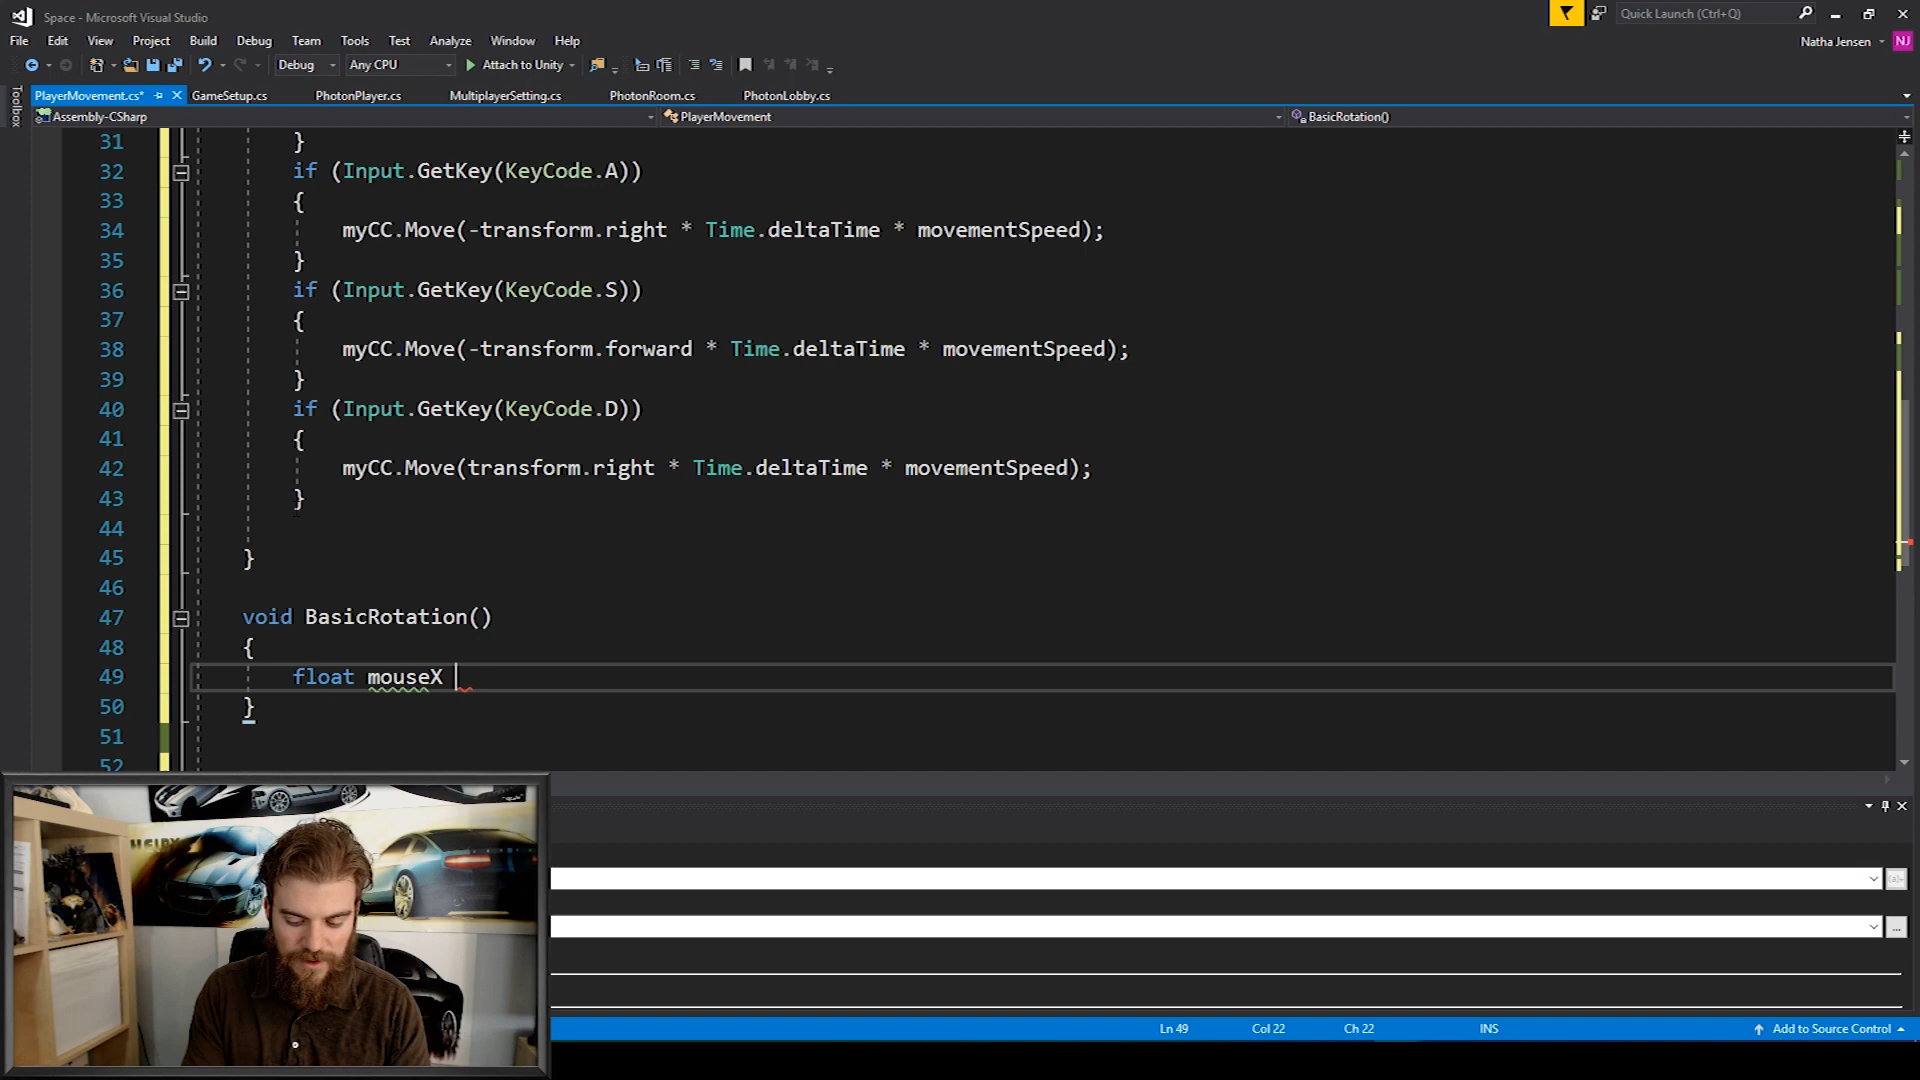 Space - Microsoft Visual Studio
Quick Launch (Ctrl+Q)
File Edit View Project Build Debug Team Tools Test Analyze Window Help
Natha Jensen
NJ
Debug Any CPU Attach to Unity
Toolbox
PlayerMovement.cs* GameSetup.cs PhotonPlayer.cs MultiplayerSetting.cs PhotonRoom.cs PhotonLobby.cs
Assembly-CSharp PlayerMovement BasicRotation()
31 }
32 if (Input.GetKey(KeyCode.A))
33 {
34 myCC.Move(-transform.right * Time.deltaTime * movementSpeed);
35 }
36 if (Input.GetKey(KeyCode.S))
37 {
38 myCC.Move(-transform.forward * Time.deltaTime * movementSpeed);
39 }
40 if (Input.GetKey(KeyCode.D))
41 {
42 myCC.Move(transform.right * Time.deltaTime * movementSpeed);
43 }
44
45 }
46
47 void BasicRotation()
48 {
49 float mouseX
50 }
51
52
Ln 49 Col 22 Ch 22 INS Add to Source Control